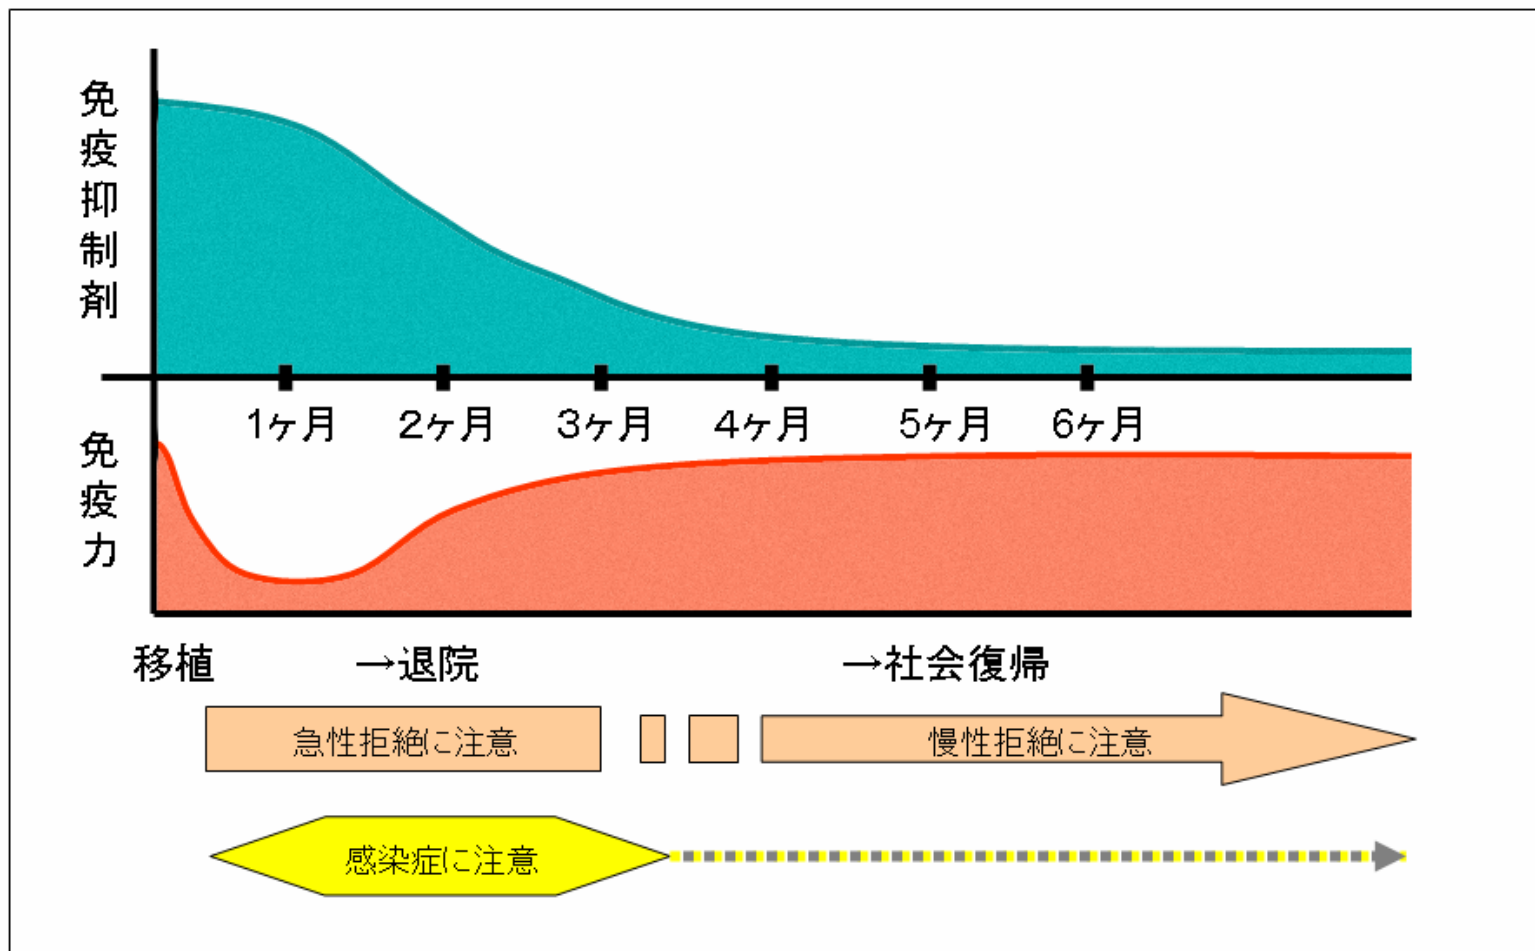 免疫抑制剤
1ヶ月 2ヶ月 3ヶ月 4ヶ月 5ヶ月 6ヶ月
免疫力
移植 →退院 →社会復帰
急性拒絶に注意 慢性拒絶に注意
感染症に注意